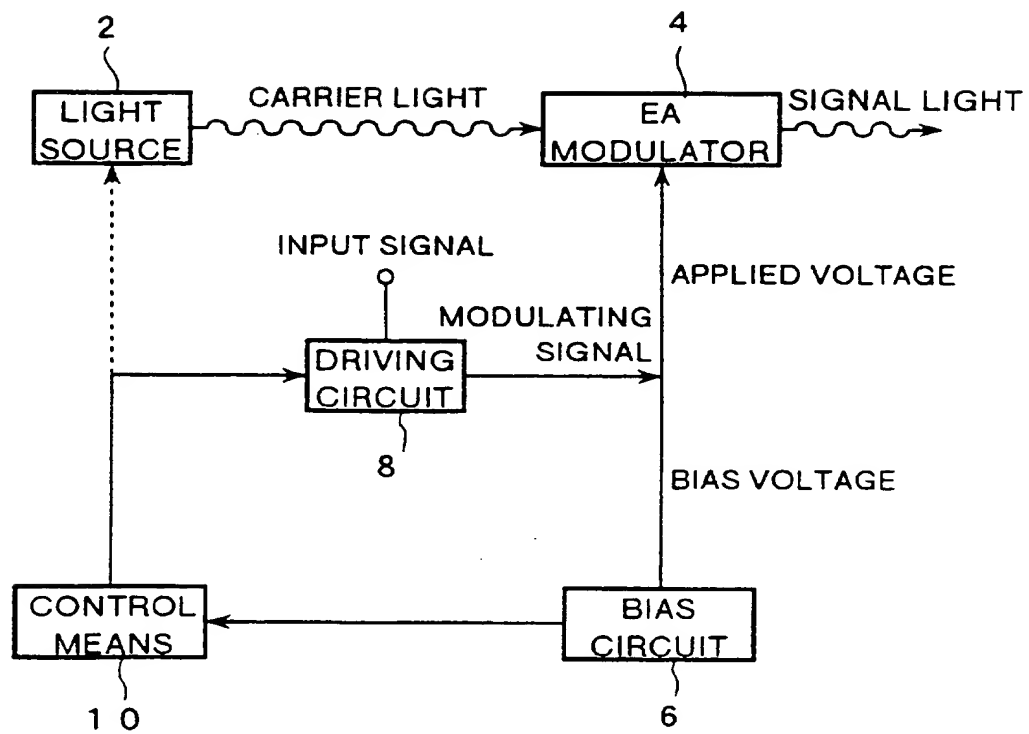 2
4
LIGHT
SOURCE
CARRIER LIGHT
EA
MODULATOR
SIGNAL LIGHT
INPUT SIGNAL
APPLIED VOLTAGE
MODULATING
SIGNAL
DRIVING
CIRCUIT
8
BIAS VOLTAGE
CONTROL
MEANS
BIAS
CIRCUIT
10
6